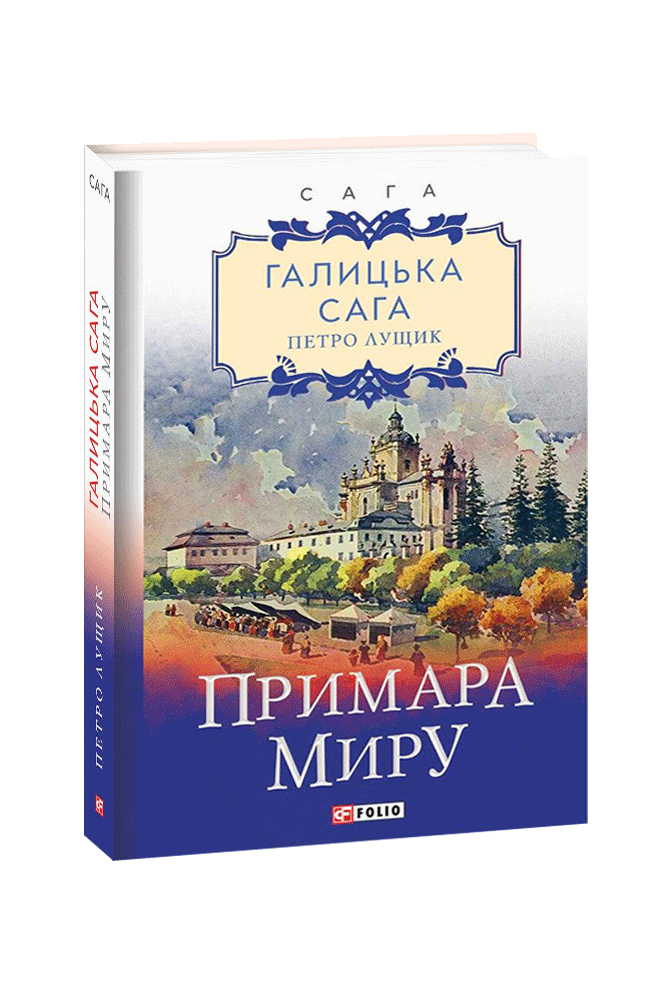 САГА
ГАЛИЦЬКА
САГА
ПЕТРО ЛУЩИК
ПРИМАРА
МИРУ
FOLIO
САГА
ГАЛИЦЬКА САГА
ПРИМАРА МИРУ
ПЕТРО ЛУЩИК